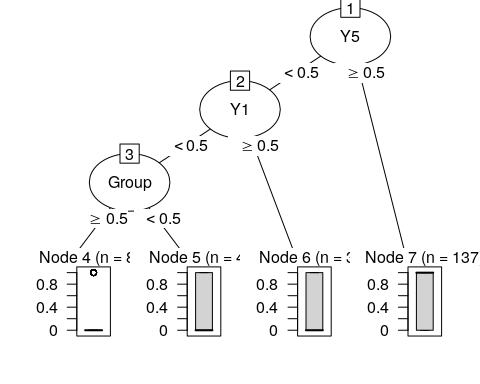 1
Y5
< 0.5 ≥ 0.5
2
Y1
< 0.5 ≥ 0.5
3
Group
≥ 0.5 < 0.5
Node 4 (n = Node 5 (n = Node 6 (n = Node 7 (n = 137
0.8 0.8 0.8 0.8
0.4 0.4 0.4 0.4
0 0 0 0